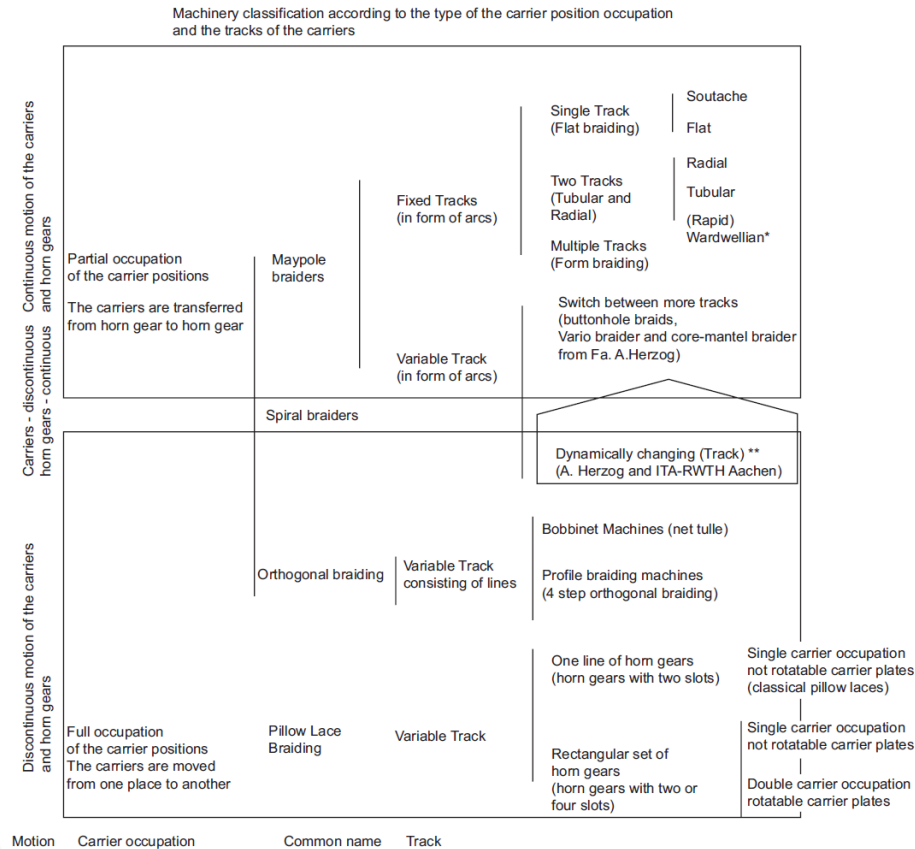 Machinery classification according to the type of the carrier position occupation
and the tracks of the carriers
Continuous motion of the carriers
and horn gears
Carriers - discontinuous
horn gears - continuous
Discontinuous motion of the carriers
and horn gears
Partial occupation
of the carrier positions
The carriers are transferred
from horn gear to horn gear
Maypole
braiders
Fixed Tracks
(in form of arcs)
Single Track
(Flat braiding)
Soutache
Flat
Two Tracks
(Tubular and
Radial)
Radial
Tubular
(Rapid)
Wardwellian*
Multiple Tracks
(Form braiding)
Variable Track
(in form of arcs)
Switch between more tracks
(buttonhole braids,
Vario braider and core-mantel braider
from Fa. A.Herzog)
Spiral braiders
Dynamically changing (Track) **
(A. Herzog and ITA-RWTH Aachen)
Orthogonal braiding
Variable Track
consisting of lines
Bobbinet Machines (net tulle)
Profile braiding machines
(4 step orthogonal braiding)
Full occupation
of the carrier positions
The carriers are moved
from one place to another
Pillow Lace
Braiding
Variable Track
One line of horn gears
(horn gears with two slots)
Single carrier occupation
not rotatable carrier plates
(classical pillow laces)
Rectangular set of
horn gears
(horn gears with two or
four slots)
Single carrier occupation
not rotatable carrier plates
Double carrier occupation
rotatable carrier plates
Motion Carrier occupation Common name Track